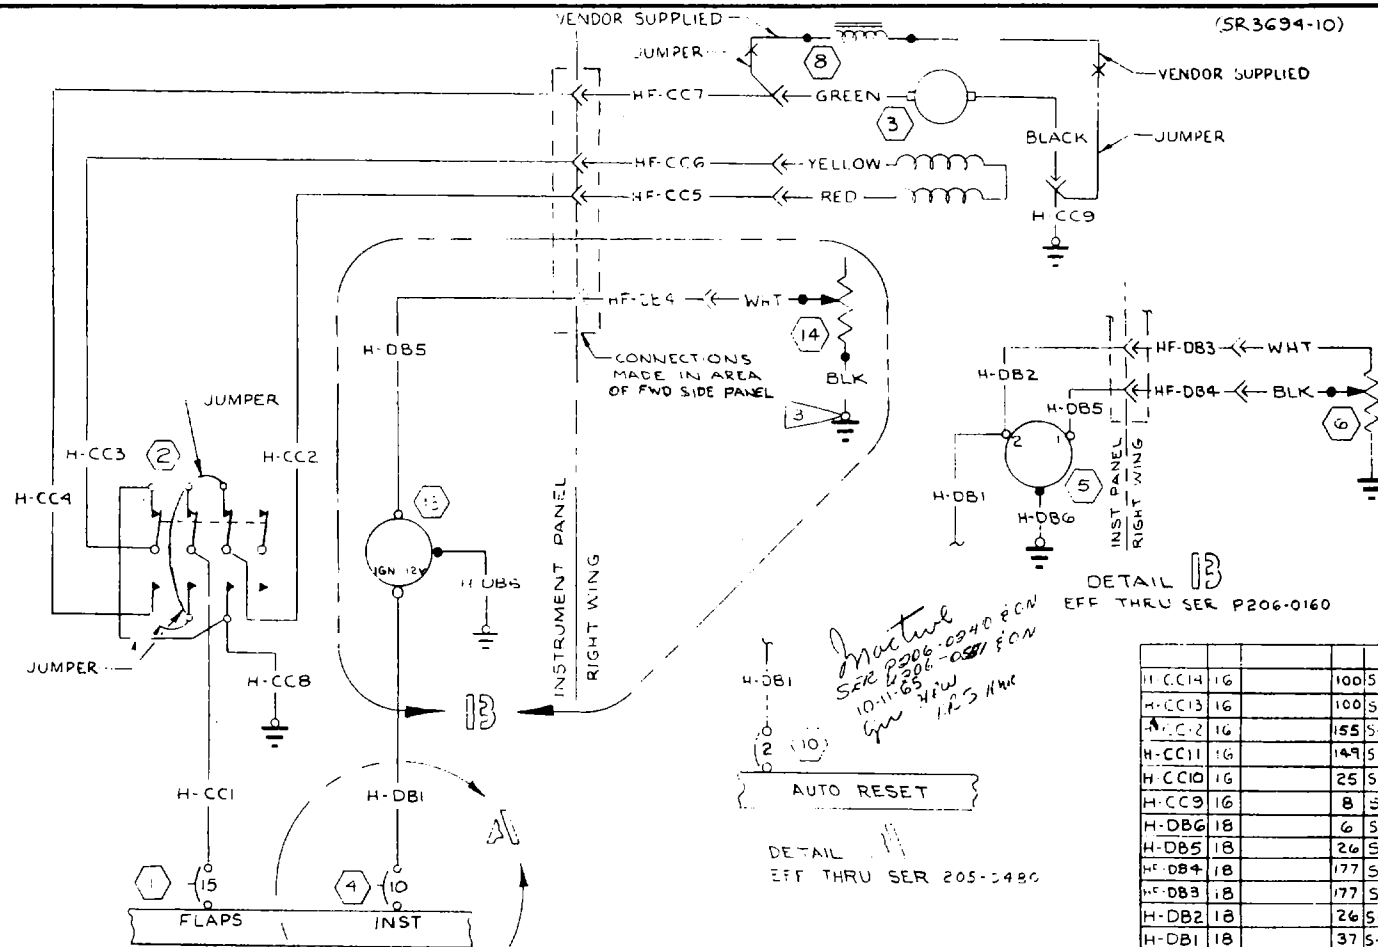 VENDOR SUPPLIED
(SR3694-10)
JUMPER
8
VENDOR SUPPLIED
HF-CC7
GREEN
3
BLACK
JUMPER
HF-CC6
YELLOW
HF-CC5
RED
H-CC9
WHT
14
H-DB5
CONNECTIONS
MADE IN AREA
OF FWD SIDE PANEL
BLK
3
HF-DB3
WHT
H-DB2
HF-DB4
BLK
H-DB5
6
2
1
5
H-DB1
H-DB6
INST PANEL
RIGHT WING
DETAIL B
EFF THRU SER P206-0160
JUMPER
H-CC3
2
H-CC2
H-CC4
13
IGN 12V
H-DB6
INSTRUMENT PANEL
RIGHT WING
JUMPER
H-CC8
B
Inactive
SER P206-0240 & ON
U206-0551 & ON
10-11-65
H-DB1
2
10
AUTO RESET
DETAIL A
EFF THRU SER 205-0480
H-CC1
H-DB1
A
1
15
4
10
FLAPS
INST
H-CC14 16 100 S
H-CC13 16 100 S
16 155 S
H-CC11 16 149 S
H-CC10 16 25 S
H-CC9 16 8 S
H-DB6 18 6 S
H-DB5 18 26 S
HF-DB4 18 177 S
HF-DB3 18 177 S
H-DB2 18 26 S
H-DB1 18 37 S